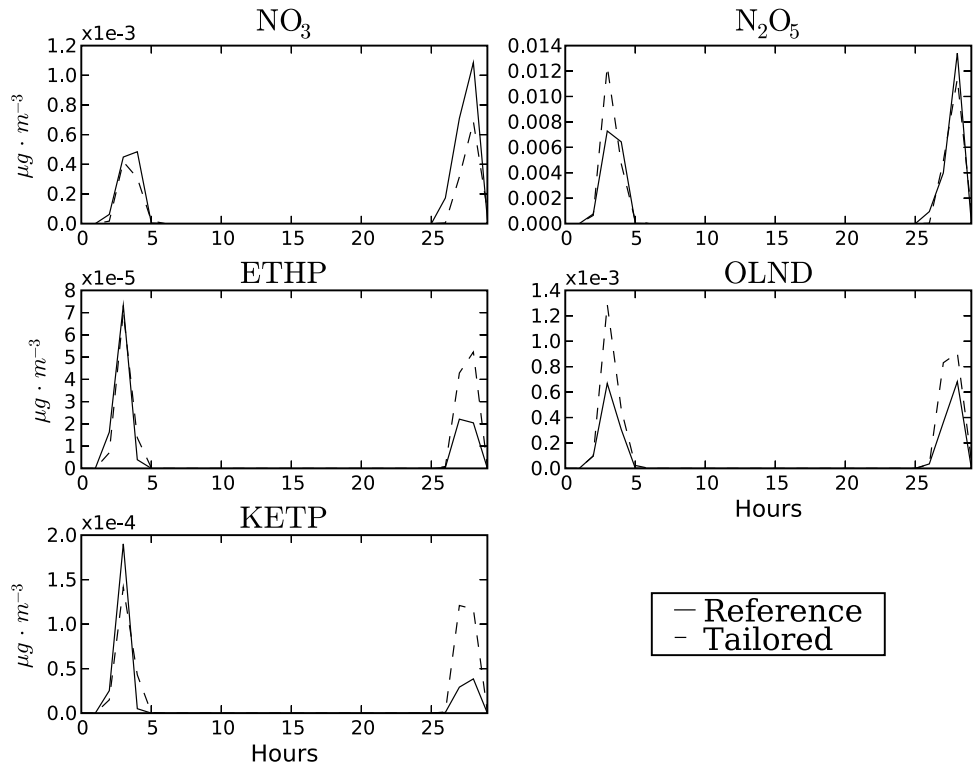 NO₃
x1e-3
1.2
1.0
0.8
0.6
0.4
0.2
0.0
μg · m⁻³
0 5 10 15 20 25
N₂O₅
0.014
0.012
0.010
0.008
0.006
0.004
0.002
0.000
0 5 10 15 20 25
ETHP
x1e-5
8
7
6
5
4
3
2
1
0
μg · m⁻³
0 5 10 15 20 25
OLND
x1e-3
1.4
1.2
1.0
0.8
0.6
0.4
0.2
0.0
0 5 10 15 20 25
Hours
KETP
x1e-4
2.0
1.5
1.0
0.5
0.0
μg · m⁻³
0 5 10 15 20 25
Hours
Reference
Tailored